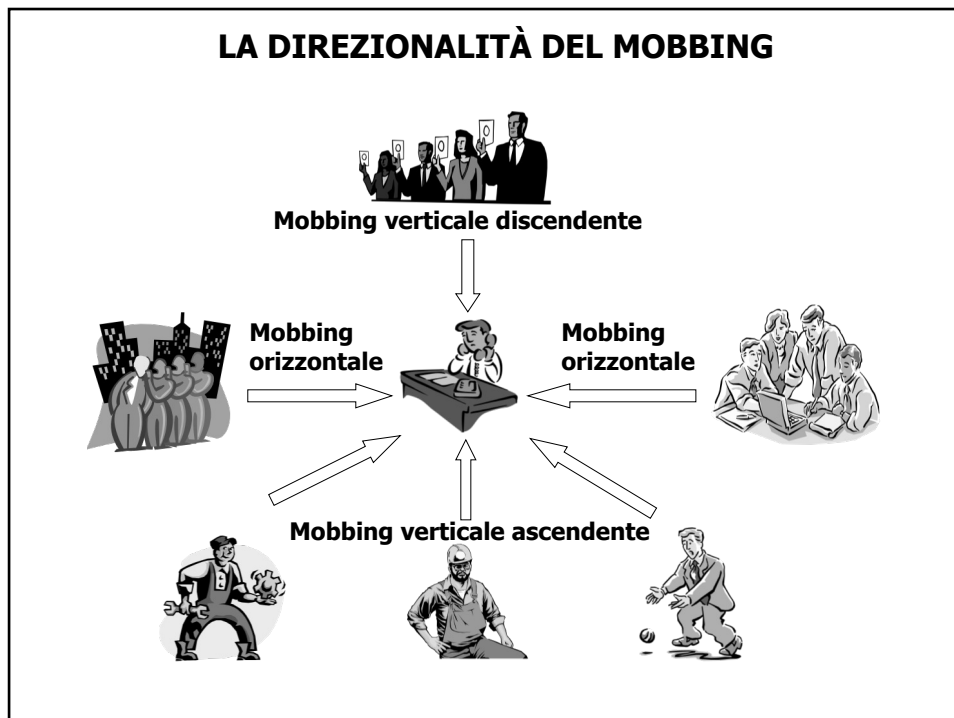 LA DIREZIONALITÀ DEL MOBBING
Mobbing verticale discendente
Mobbing
orizzontale
Mobbing
orizzontale
Mobbing verticale ascendente